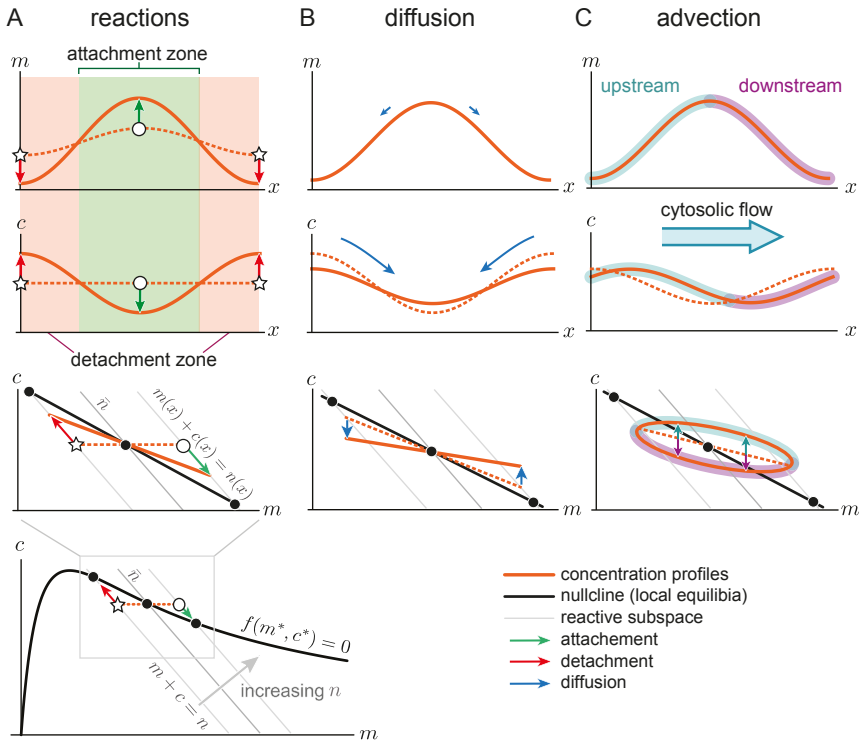 A reactions
B diffusion
C advection
attachment zone
m
m
m
upstream
downstream
x
x
x
c
c
c
cytosolic flow
x
x
x
detachment zone
c
c
c
n̄
m(x) + c(x) = n(x)
m
m
m
c
n̄
f(m*, c*) = 0
m + c = n
increasing n
m
concentration profiles
nullcline (local equilibia)
reactive subspace
attachement
detachment
diffusion